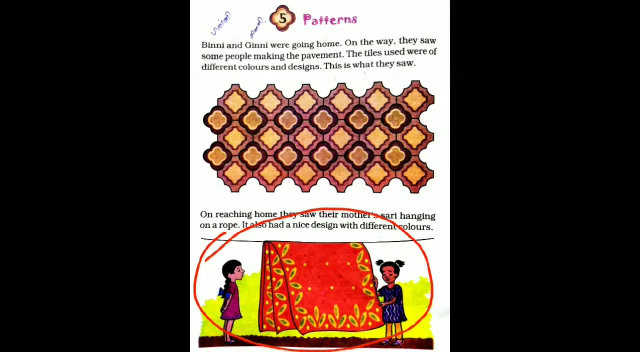 5 Patterns
Binni and Ginni were going home. On the way, they saw
some people making the pavement. The tiles used were of
different colours and designs. This is what they saw.
On reaching home they saw their mother's sari hanging
on a rope. It also had a nice design with different colours.